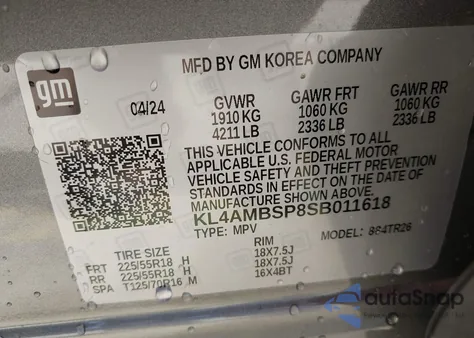 MFD BY GM KOREA COMPANY
gm
04/24
GVWR GAWR FRT GAWR RR
1910 KG 1060 KG 1060 KG
4211 LB 2336 LB 2336 LB
THIS VEHICLE CONFORMS TO ALL
APPLICABLE U.S. FEDERAL MOTOR
VEHICLE SAFETY AND THEFT PREVENTION
STANDARDS IN EFFECT ON THE DATE OF
MANUFACTURE SHOWN ABOVE.
KL4AMBSP8SB011618
TYPE: MPV MODEL:
TIRE SIZE RIM
FRT 225/55R18 H 18X7.5J
RR 225/55R18 H 18X7.5J
SPA T125/70R16 M 16X4BT
autoSnap